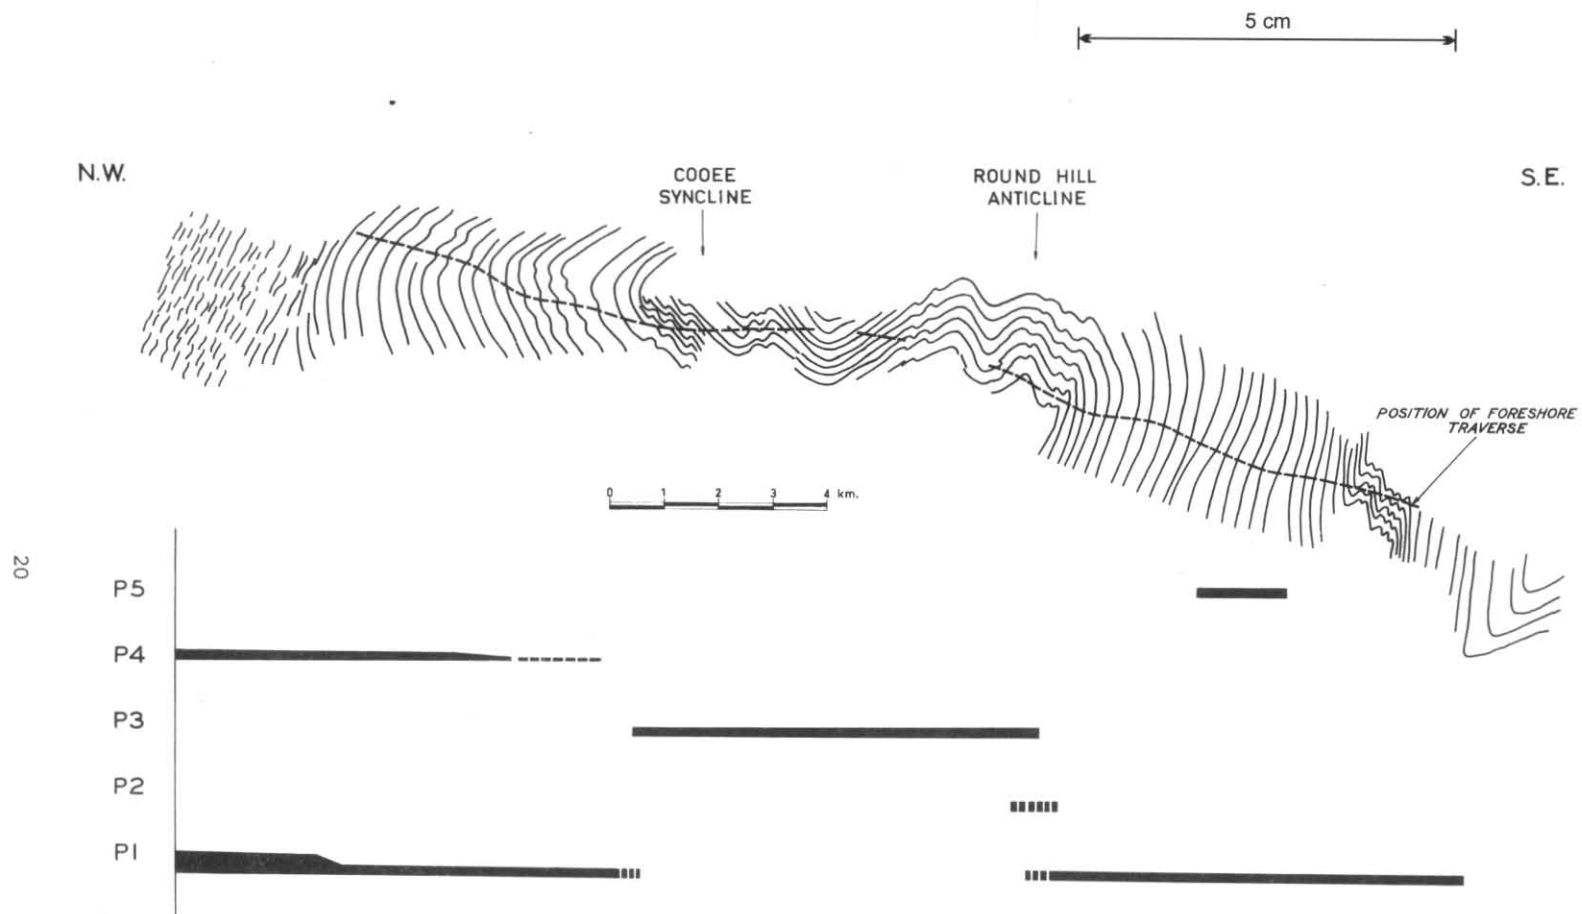 5 cm
N.W.
COOEE
SYNCLINE
ROUND HILL
ANTICLINE
S.E.
POSITION OF FORESHORE
TRAVERSE
0 1 2 3 4 km.
20
P5
P4
P3
P2
P1